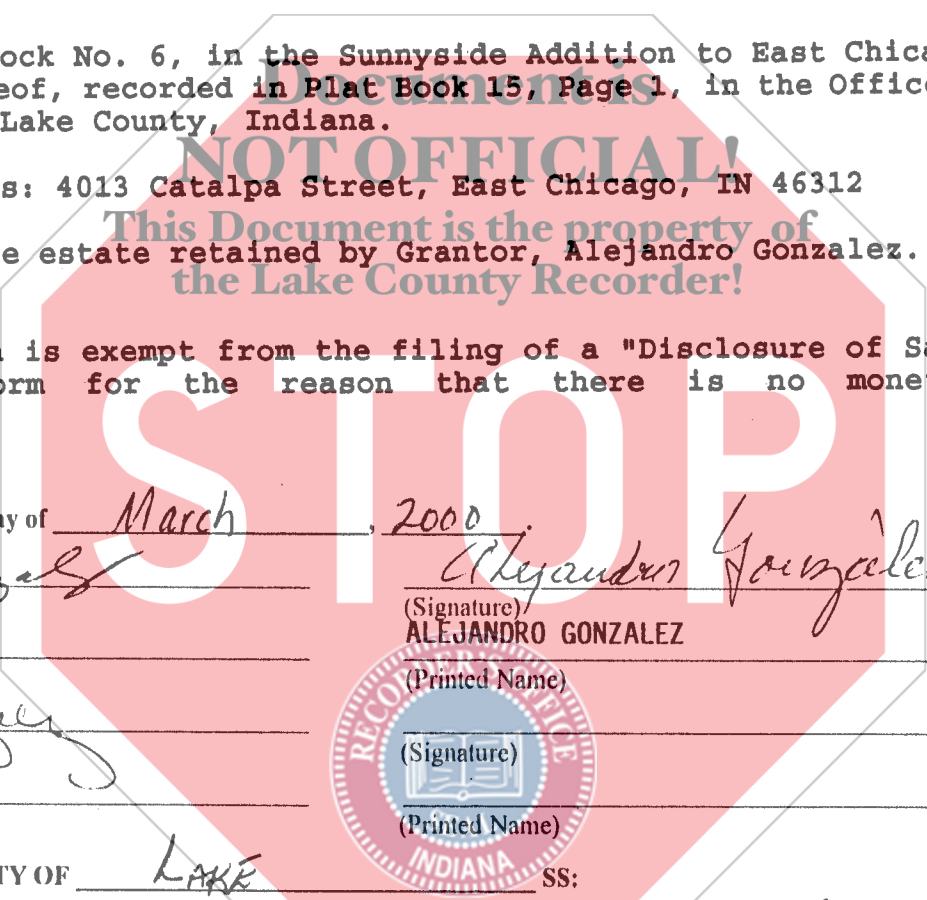 ock No. 6, in the Sunnyside Addition to East Chica
Document is
eof, recorded in Plat Book 15, Page 1, in the Office
Lake County, Indiana.
NOT OFFICIAL!
s: 4013 Catalpa Street, East Chicago, IN 46312
This Document is the property of
e estate retained by Grantor, Alejandro Gonzalez.
the Lake County Recorder!
is exempt from the filing of a "Disclosure of Sa
orm for the reason that there is no mone
STOP
y of March, 2000.
Alejandro Gonzale
(Signature)
ALEJANDRO GONZALEZ
(Printed Name)
RECORDER'S OFFICE
(Signature)
(Printed Name)
INDIANA
TY OF LAKE SS: